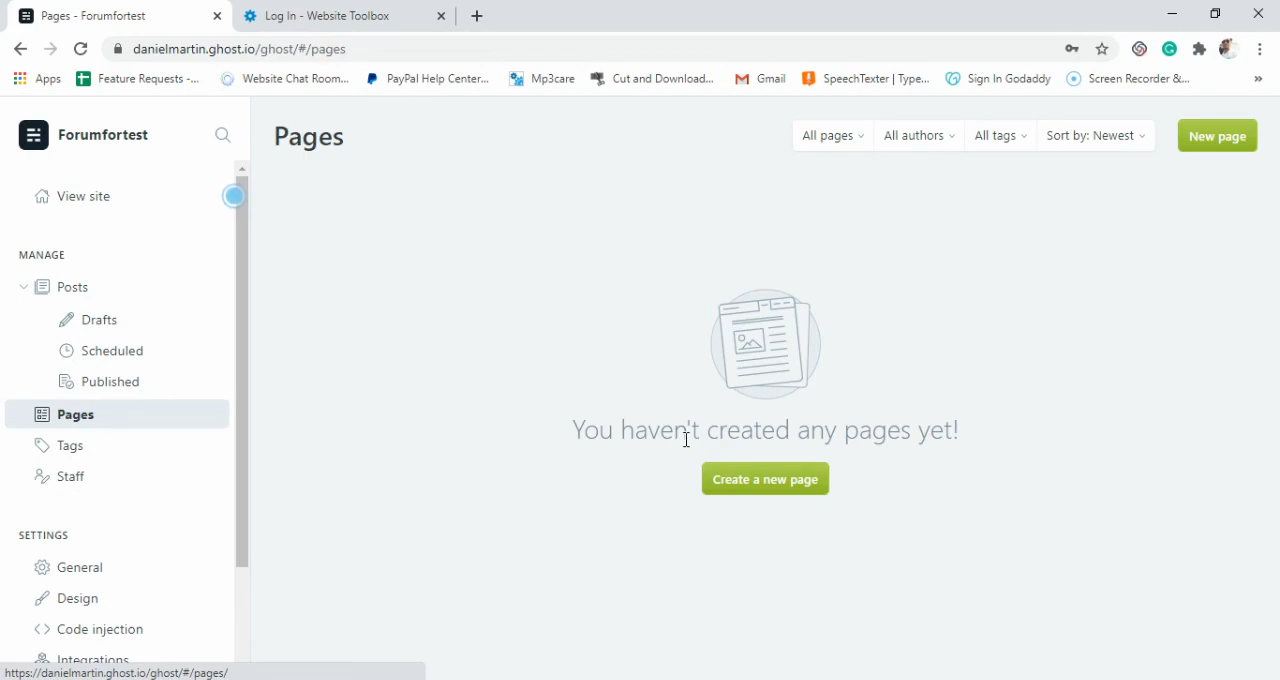 Pages - Forumfortest
Log In - Website Toolbox
danielmartin.ghost.io/ghost/#/pages
Apps
Feature Requests -...
Website Chat Room...
PayPal Help Center...
Mp3care
Cut and Download...
Gmail
SpeechTexter | Type...
Sign In Godaddy
Screen Recorder &...
»
Forumfortest
View site
MANAGE
Posts
Drafts
Scheduled
Published
Pages
Tags
Staff
SETTINGS
General
Design
Code injection
Integrations
Pages
All pages
All authors
All tags
Sort by: Newest
New page
You haven't created any pages yet!
Create a new page
https://danielmartin.ghost.io/ghost/#/pages/